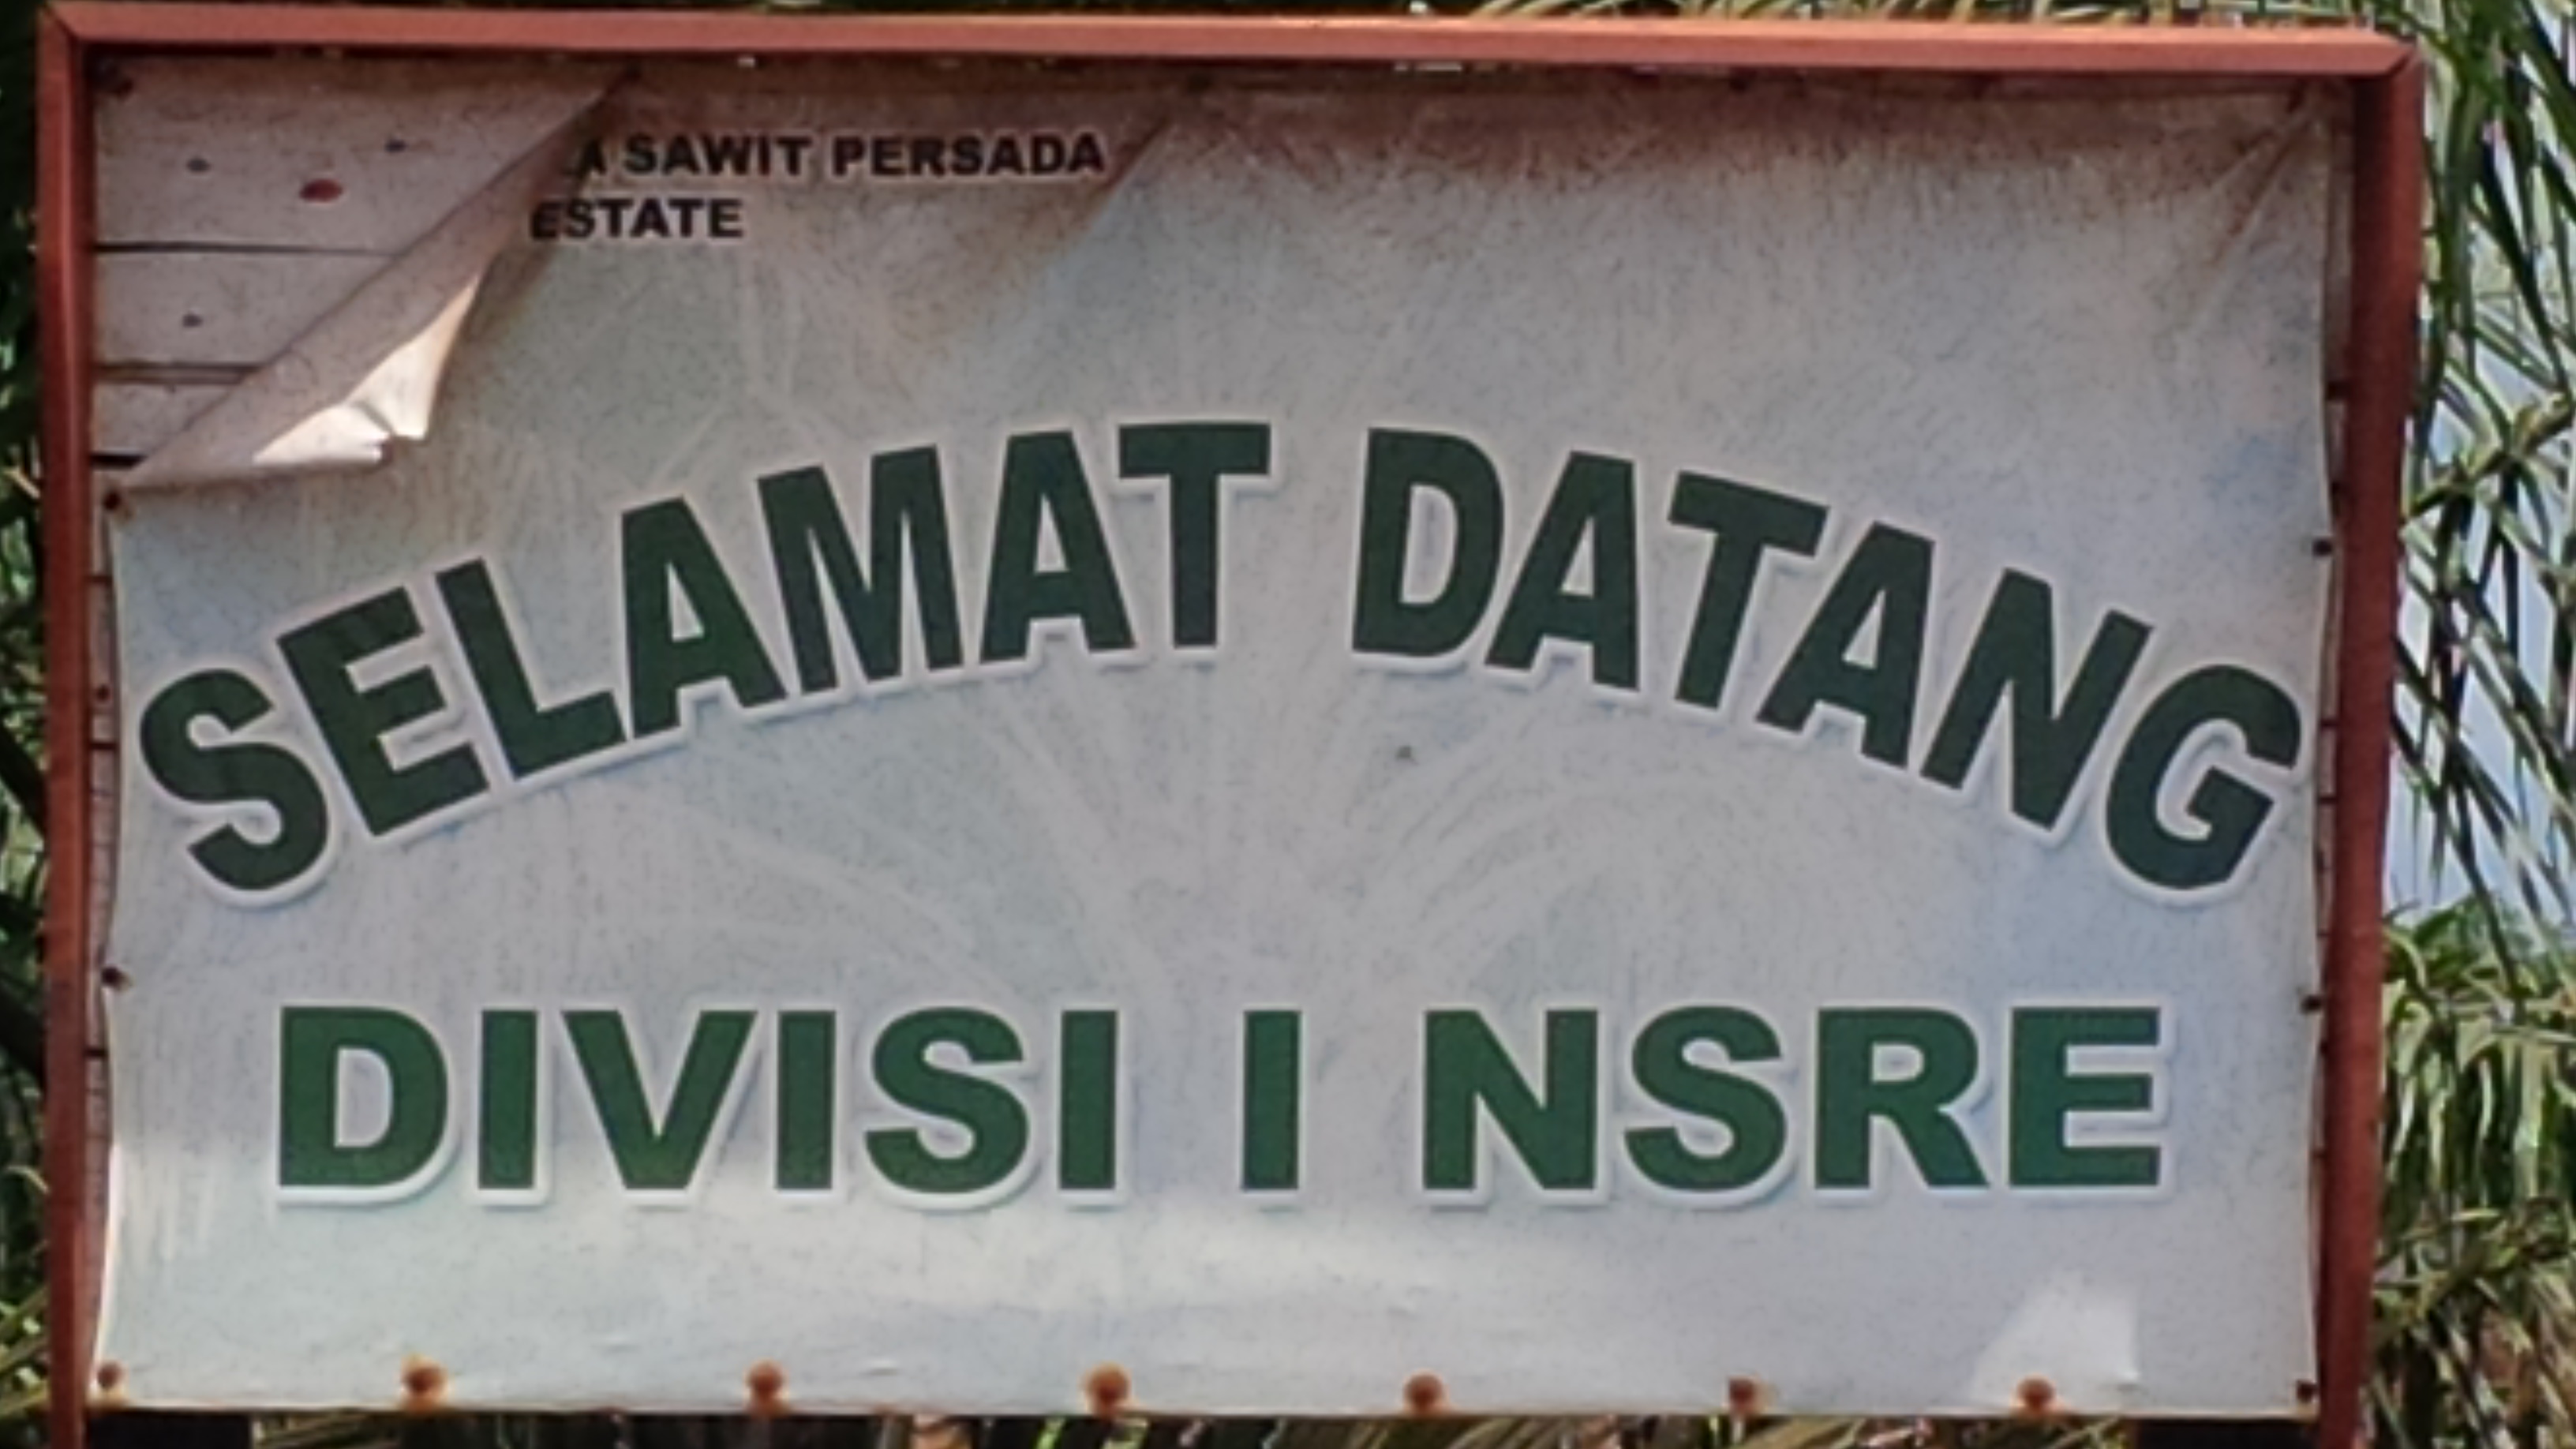 SAWIT PERSADA
ESTATE
SELAMAT DATANG
DIVISI I NSRE